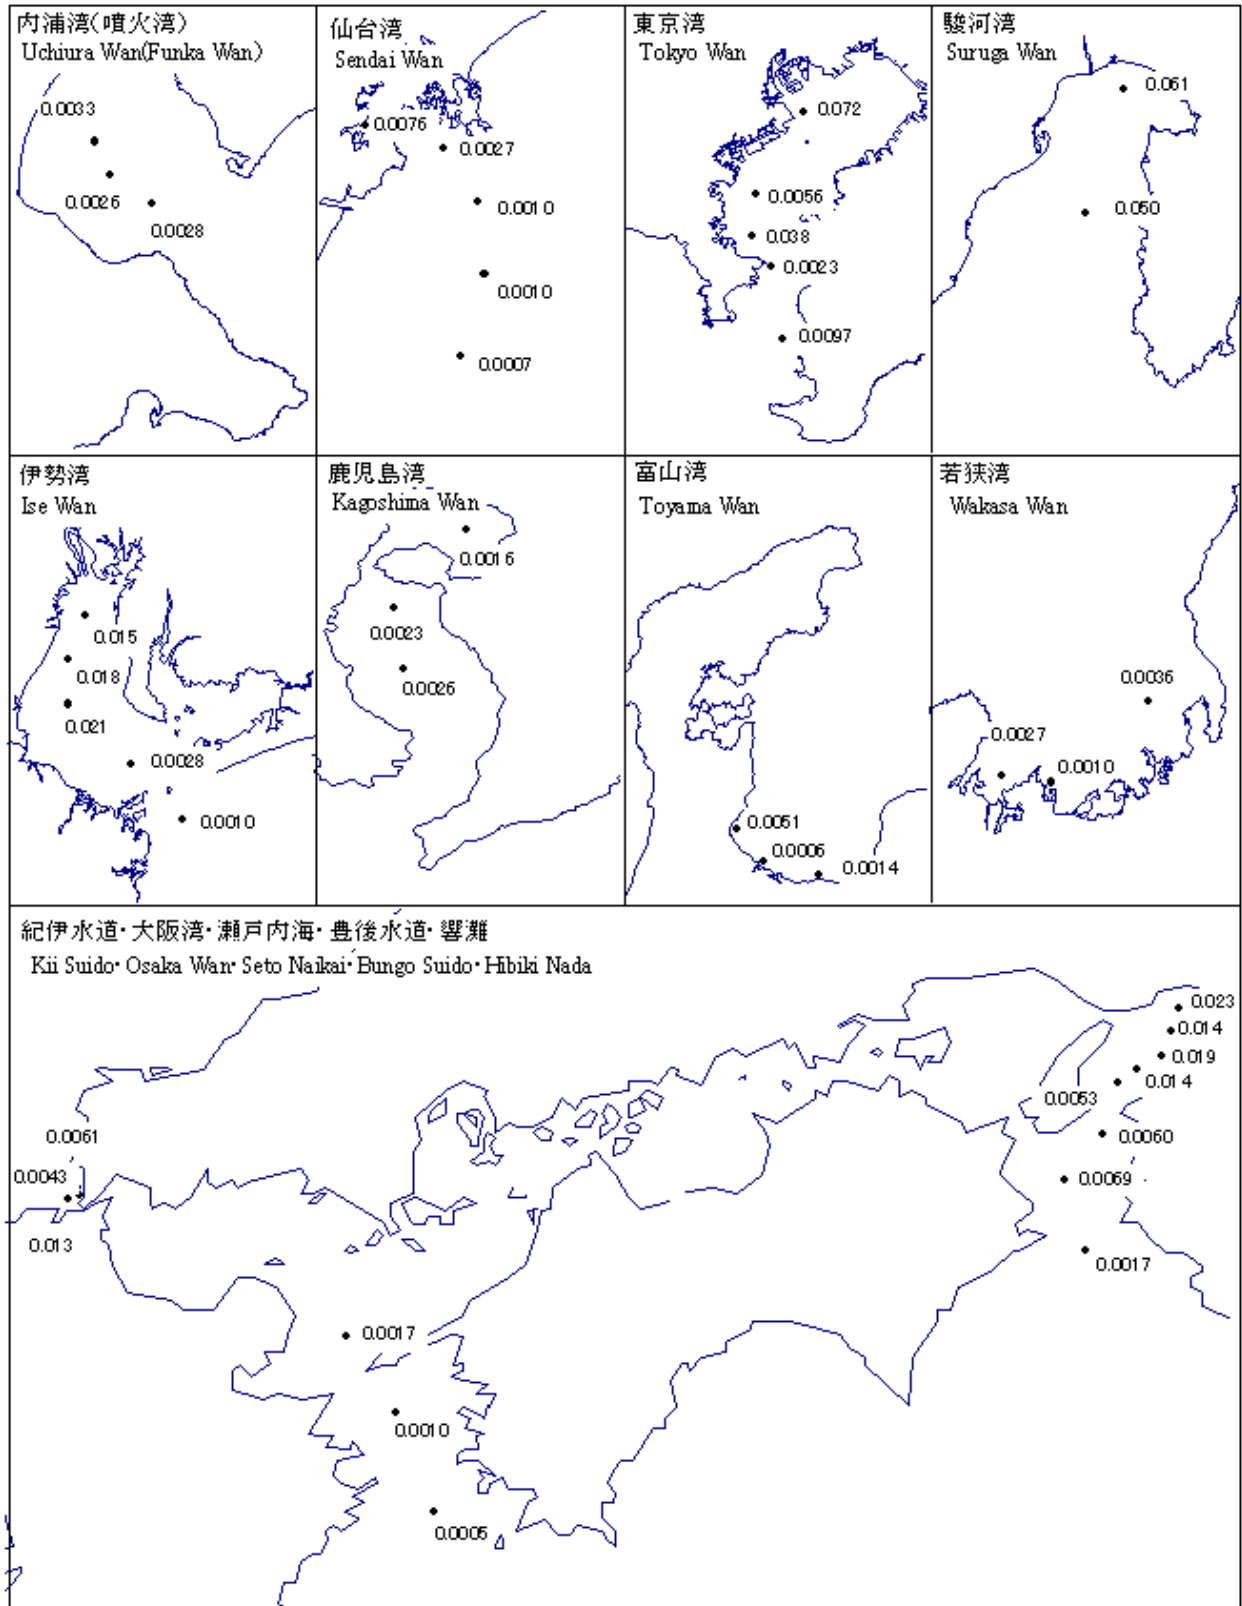 内浦湾(噴火湾)
Uchiura Wan(Funka Wan)
0.0033
0.0026
0.0028
仙台湾
Sendai Wan
0.0076
0.0027
0.0010
0.0010
0.0007
東京湾
Tokyo Wan
0.072
0.0056
0.038
0.0023
0.0097
駿河湾
Suruga Wan
0.061
0.050
伊勢湾
Ise Wan
0.015
0.018
0.021
0.0028
0.0010
鹿児島湾
Kagoshima Wan
0.0016
0.0023
0.0026
富山湾
Toyama Wan
0.0051
0.0006
0.0014
若狭湾
Wakasa Wan
0.0036
0.0027
0.0010
紀伊水道・大阪湾・瀬戸内海・豊後水道・響灘
Kii Suido・Osaka Wan・Seto Naikai・Bungo Suido・Hibiki Nada
0.023
0.014
0.019
0.014
0.0053
0.0060
0.0069
0.0017
0.0061
0.0043
0.013
0.0017
0.0010
0.0005